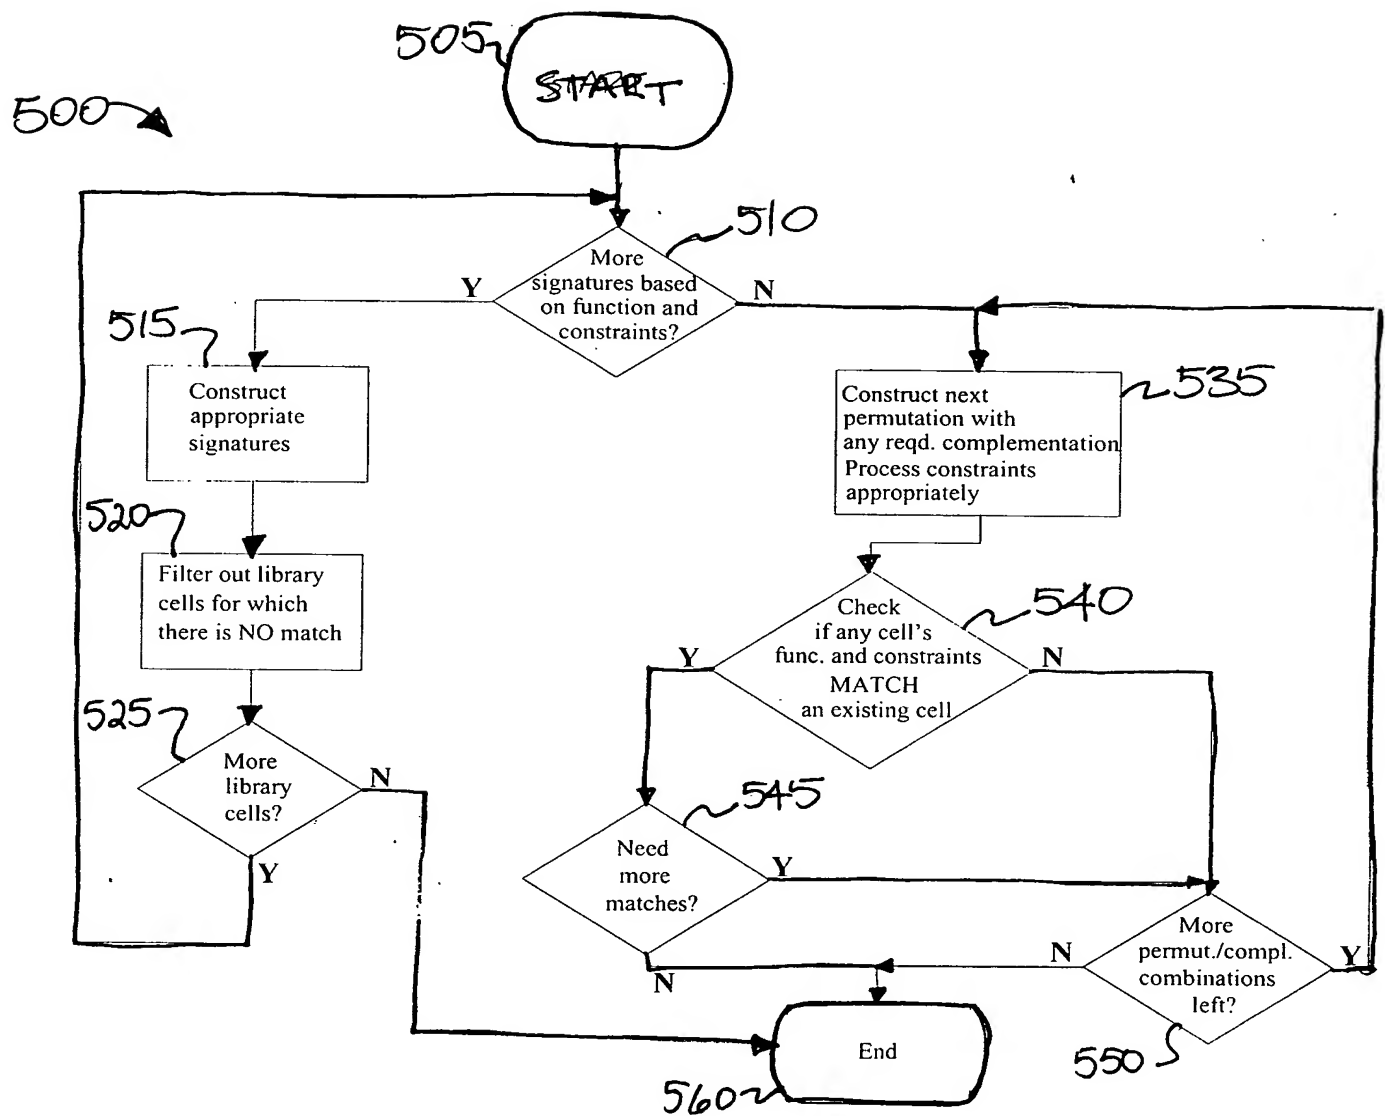 505
START
500
510
More
signatures based
on function and
constraints?
Y
N
515
Construct
appropriate
signatures
535
Construct next
permutation with
any reqd. complementation
Process constraints
appropriately
520
Filter out library
cells for which
there is NO match
540
Check
if any cell's
func. and constraints
MATCH
an existing cell
Y
N
525
More
library
cells?
N
Y
545
Need
more
matches?
Y
N
More
permut./compl.
combinations
left?
N
Y
550
End
560